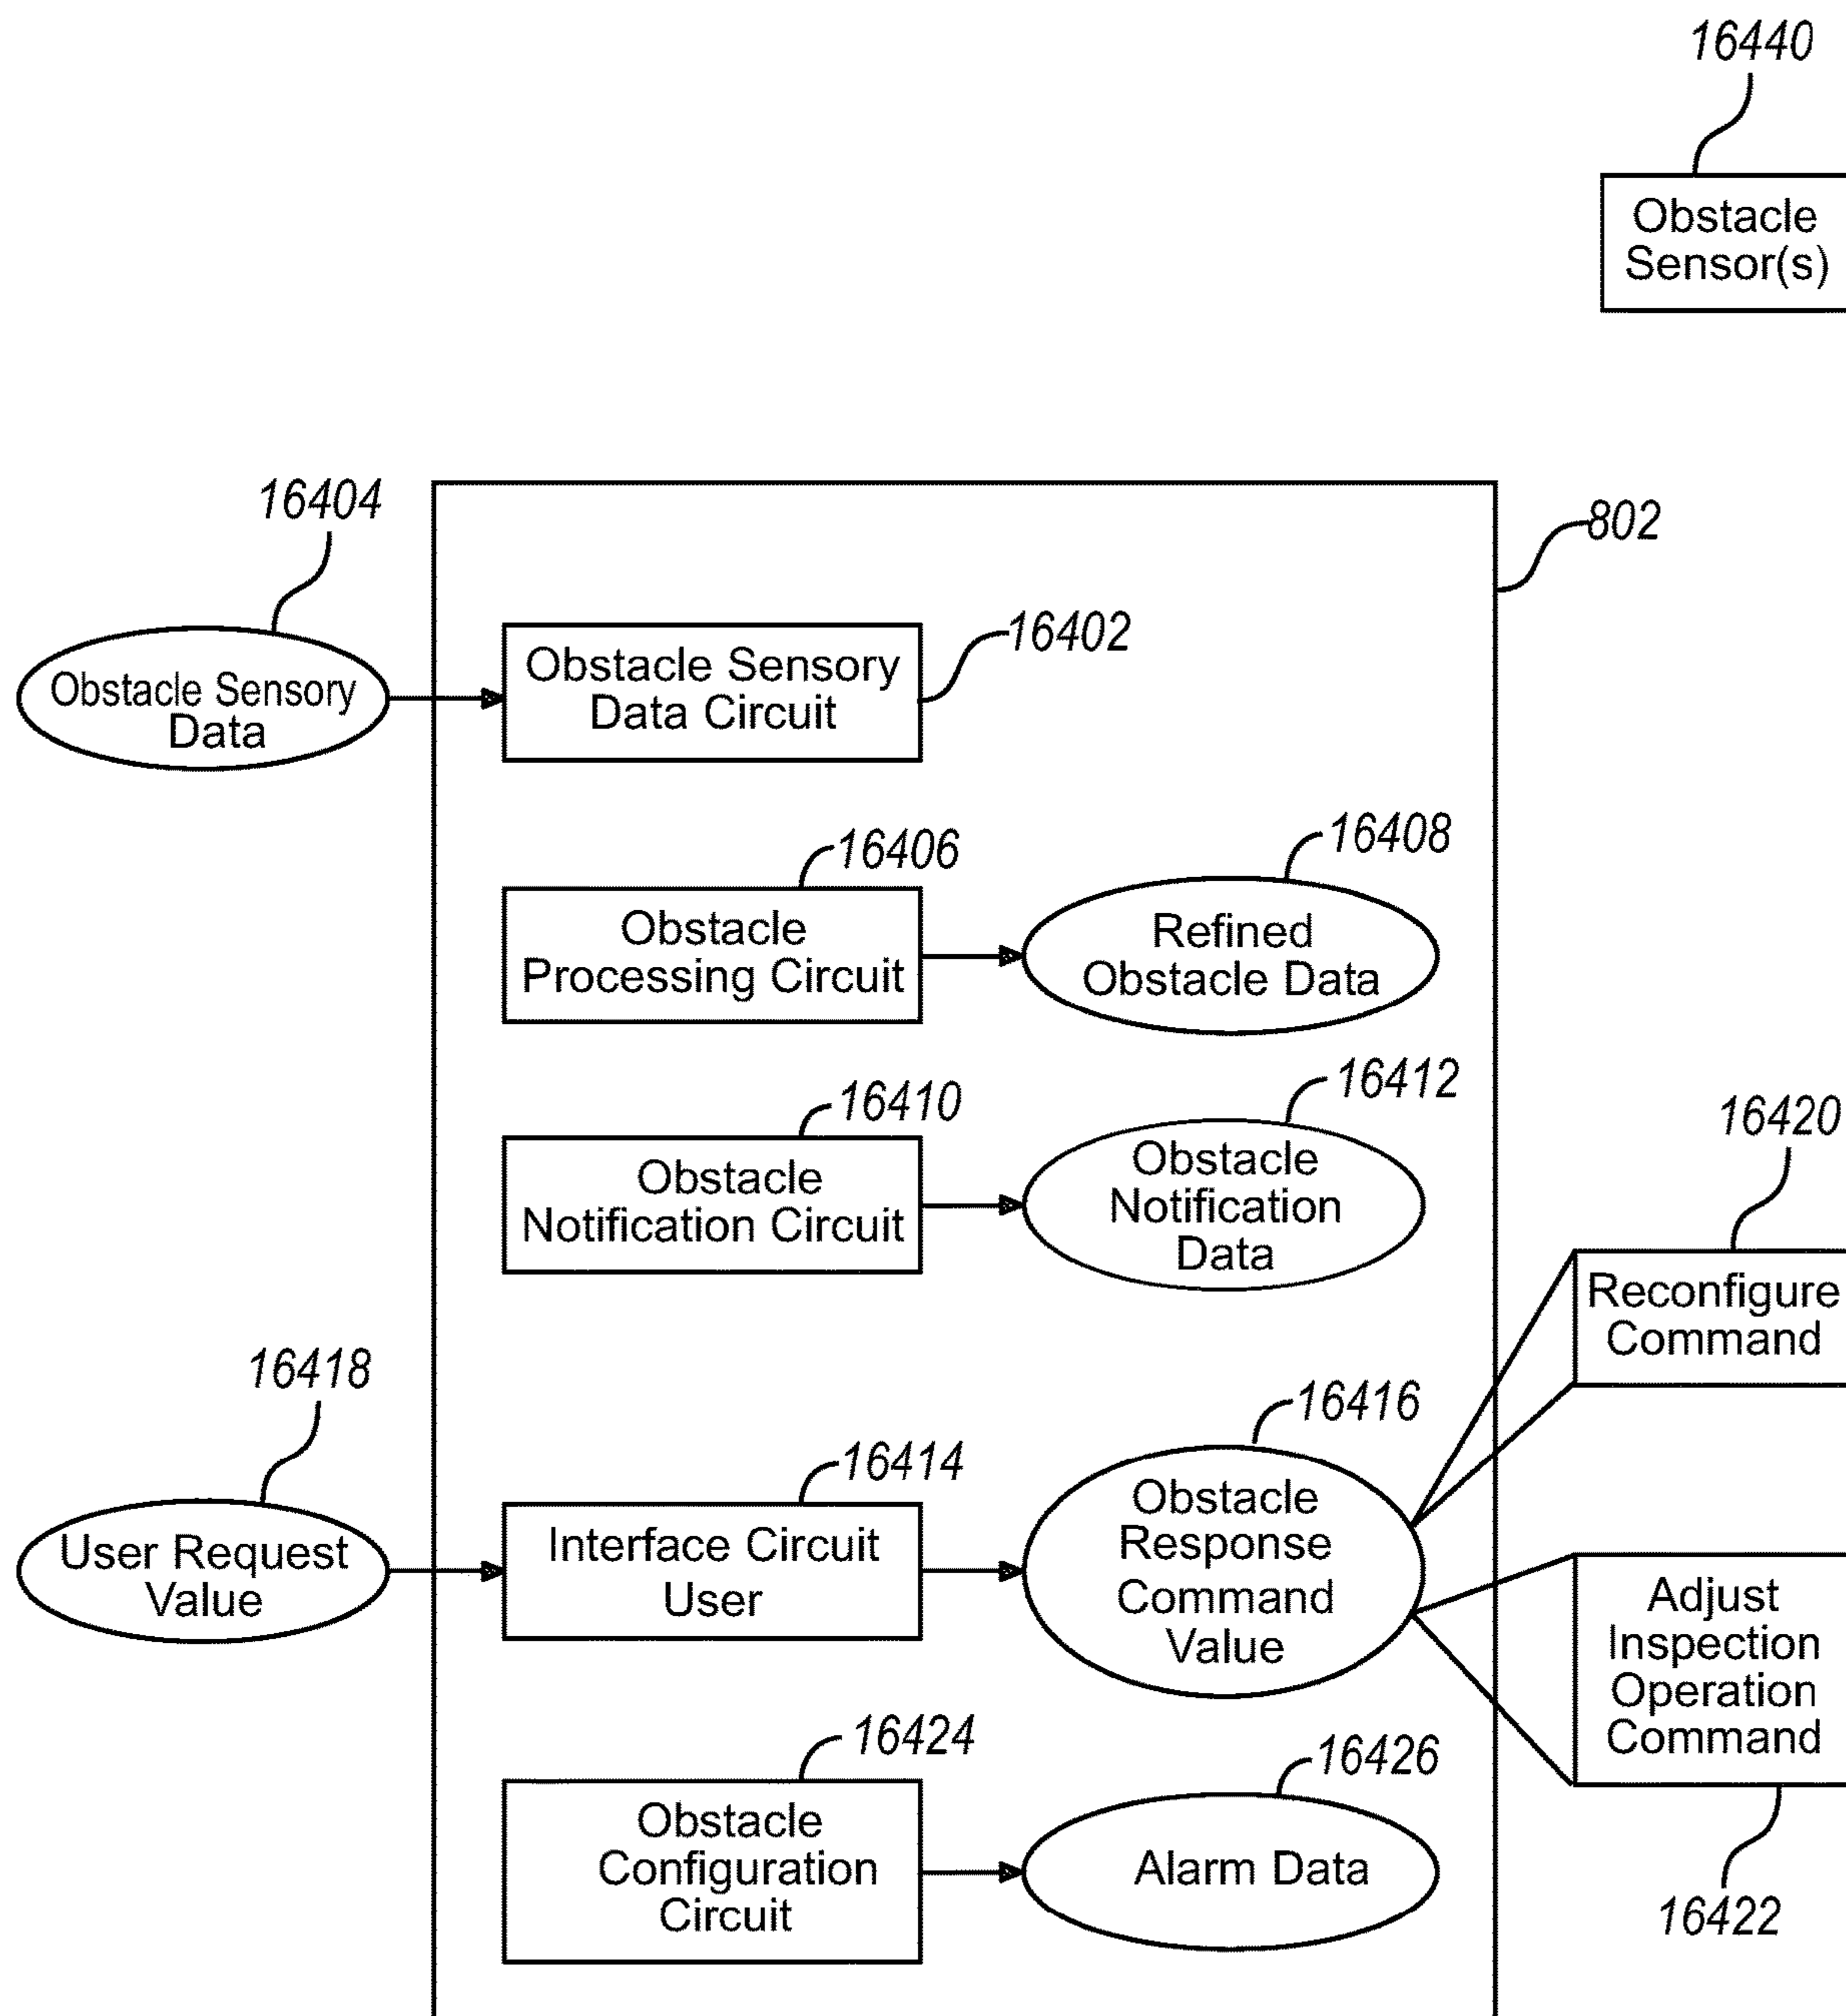 16440
Obstacle
Sensor(s)
16404
802
Obstacle Sensory
Data
Obstacle Sensory
Data Circuit
16402
16406
16408
Obstacle
Processing Circuit
Refined
Obstacle Data
16410
16412
Obstacle
Notification Circuit
Obstacle
Notification
Data
16420
Reconfigure
Command
16418
16414
16416
User Request
Value
Interface Circuit
User
Obstacle
Response
Command
Value
Adjust
Inspection
Operation
Command
16422
16424
16426
Obstacle
Configuration
Circuit
Alarm Data